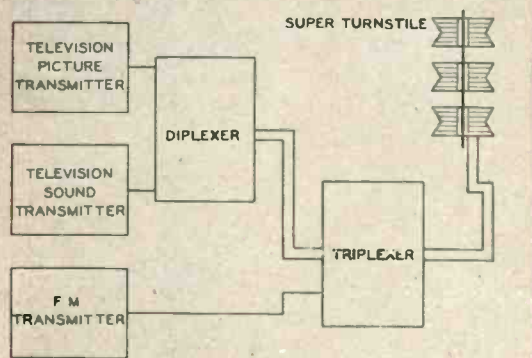 TELEVISION
PICTURE
TRANSMITTER
SUPER TURNSTILE
DIPLEXER
TELEVISION
SOUND
TRANSMITTER
TRIPLEXER
F M
TRANSMITTER